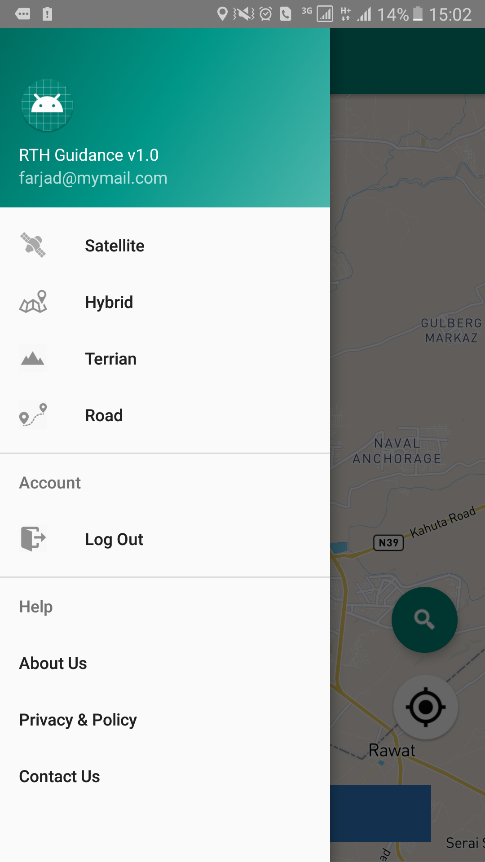 3G H+ 14% 15:02
RTH Guidance v1.0
farjad@mymail.com
Satellite
Hybrid
Terrian
Road
Account
Log Out
Help
About Us
Privacy & Policy
Contact Us
GULBERG
MARKAZ
NAVAL
ANCHORAGE
Kahuta Road
N39
Rawat
Serai